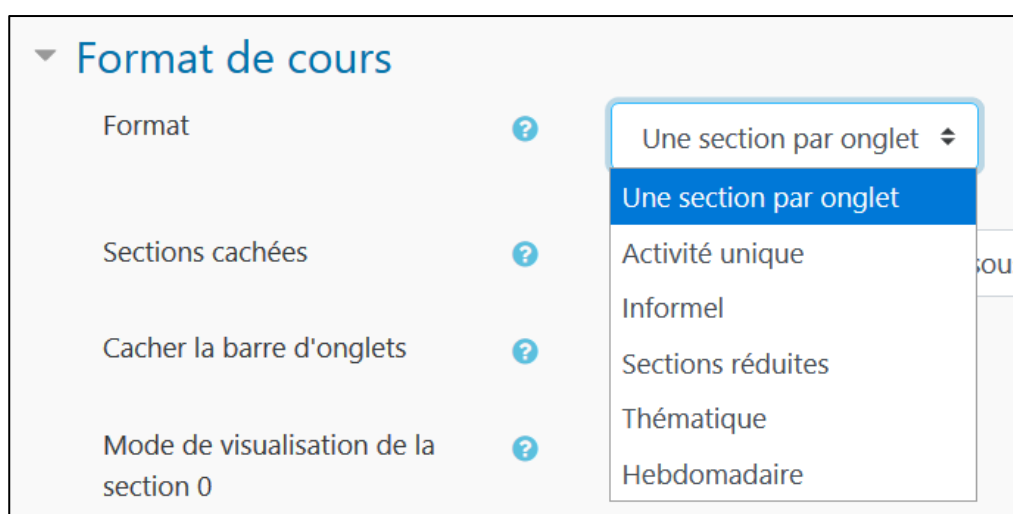 Format de cours
Format
Une section par onglet
Une section par onglet
Activité unique
Informel
Sections réduites
Thématique
Hebdomadaire
Sections cachées
Cacher la barre d'onglets
Mode de visualisation de la
section 0